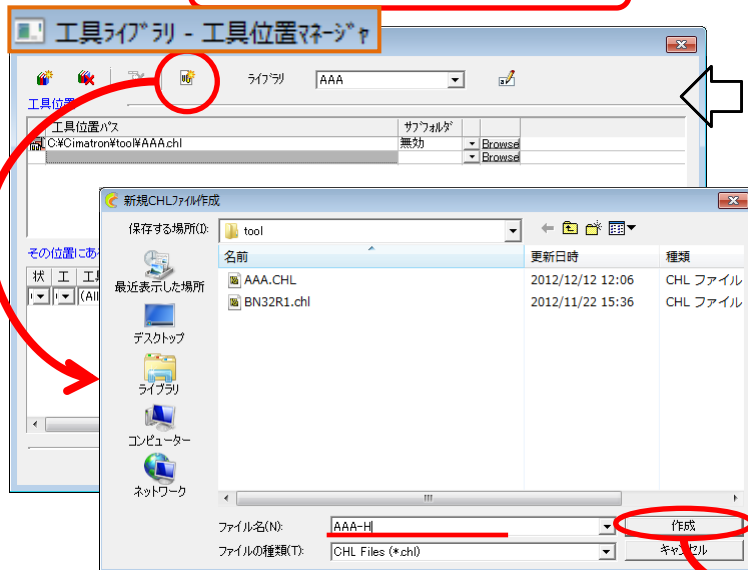 工具ﾗｲﾌﾞﾗﾘ - 工具位置ﾏﾈｰｼﾞｬ
ﾗｲﾌﾞﾗﾘ AAA
工具位置
工具位置ﾊﾟｽ ｻﾌﾞﾌｫﾙﾀﾞ
C:¥Cimatron¥tool¥AAA.chl 無効 Browse
Browse
新規CHLﾌｧｲﾙ作成
保存する場所(I): tool
その位置にあ
名前 更新日時 種類
状 工 工
(All
最近表示した場所
AAA.CHL 2012/12/12 12:06 CHL ファイル
BN32R1.chl 2012/11/22 15:36 CHL ファイル
デスクトップ
ライブラリ
コンピューター
ネットワーク
ファイル名(N): AAA-H 作成
ファイルの種類(T): CHL Files (*.chl) キャンセル